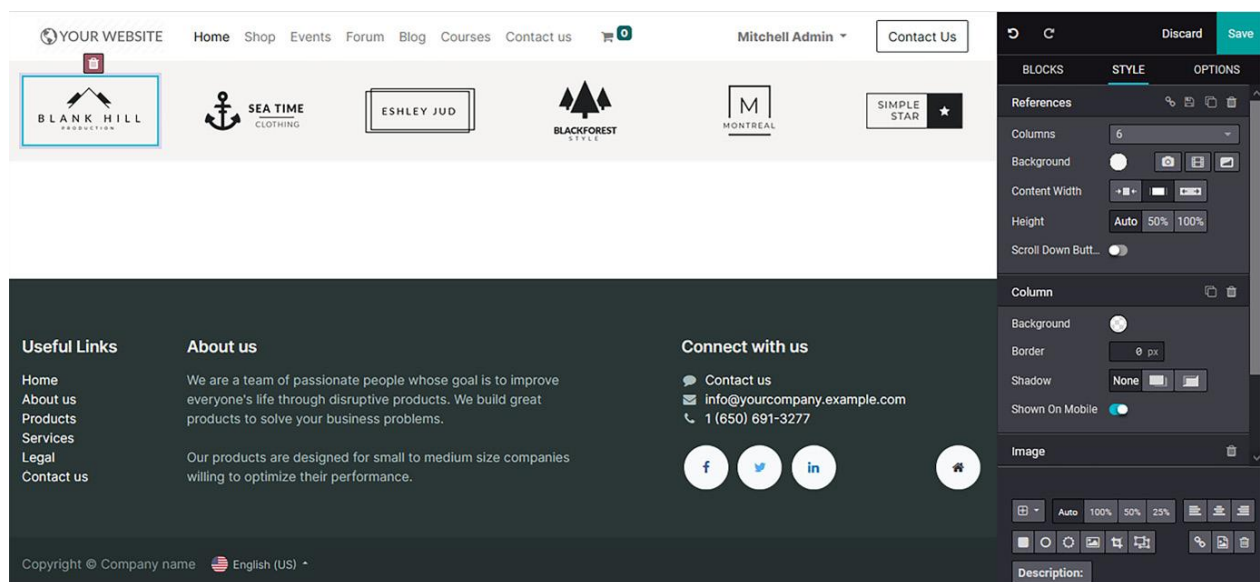 YOUR WEBSITE
Home Shop Events Forum Blog Courses Contact us 0 Mitchell Admin Contact Us
BLANK HILL
PRODUCTION
SEA TIME
CLOTHING
ESHLEY JUD
BLACKFOREST
STYLE
M
MONTREAL
SIMPLE
STAR
Discard Save
BLOCKS STYLE OPTIONS
References
Columns 6
Background
Content Width
Height Auto 50% 100%
Scroll Down Butt...
Column
Background
Border 0 px
Shadow None
Shown On Mobile
Image
Auto 100% 50% 25%
Description:
Useful Links
Home
About us
Products
Services
Legal
Contact us
About us
We are a team of passionate people whose goal is to improve
everyone's life through disruptive products. We build great
products to solve your business problems.
Our products are designed for small to medium size companies
willing to optimize their performance.
Connect with us
Contact us
info@yourcompany.example.com
1 (650) 691-3277
f
in
Copyright © Company name English (US)